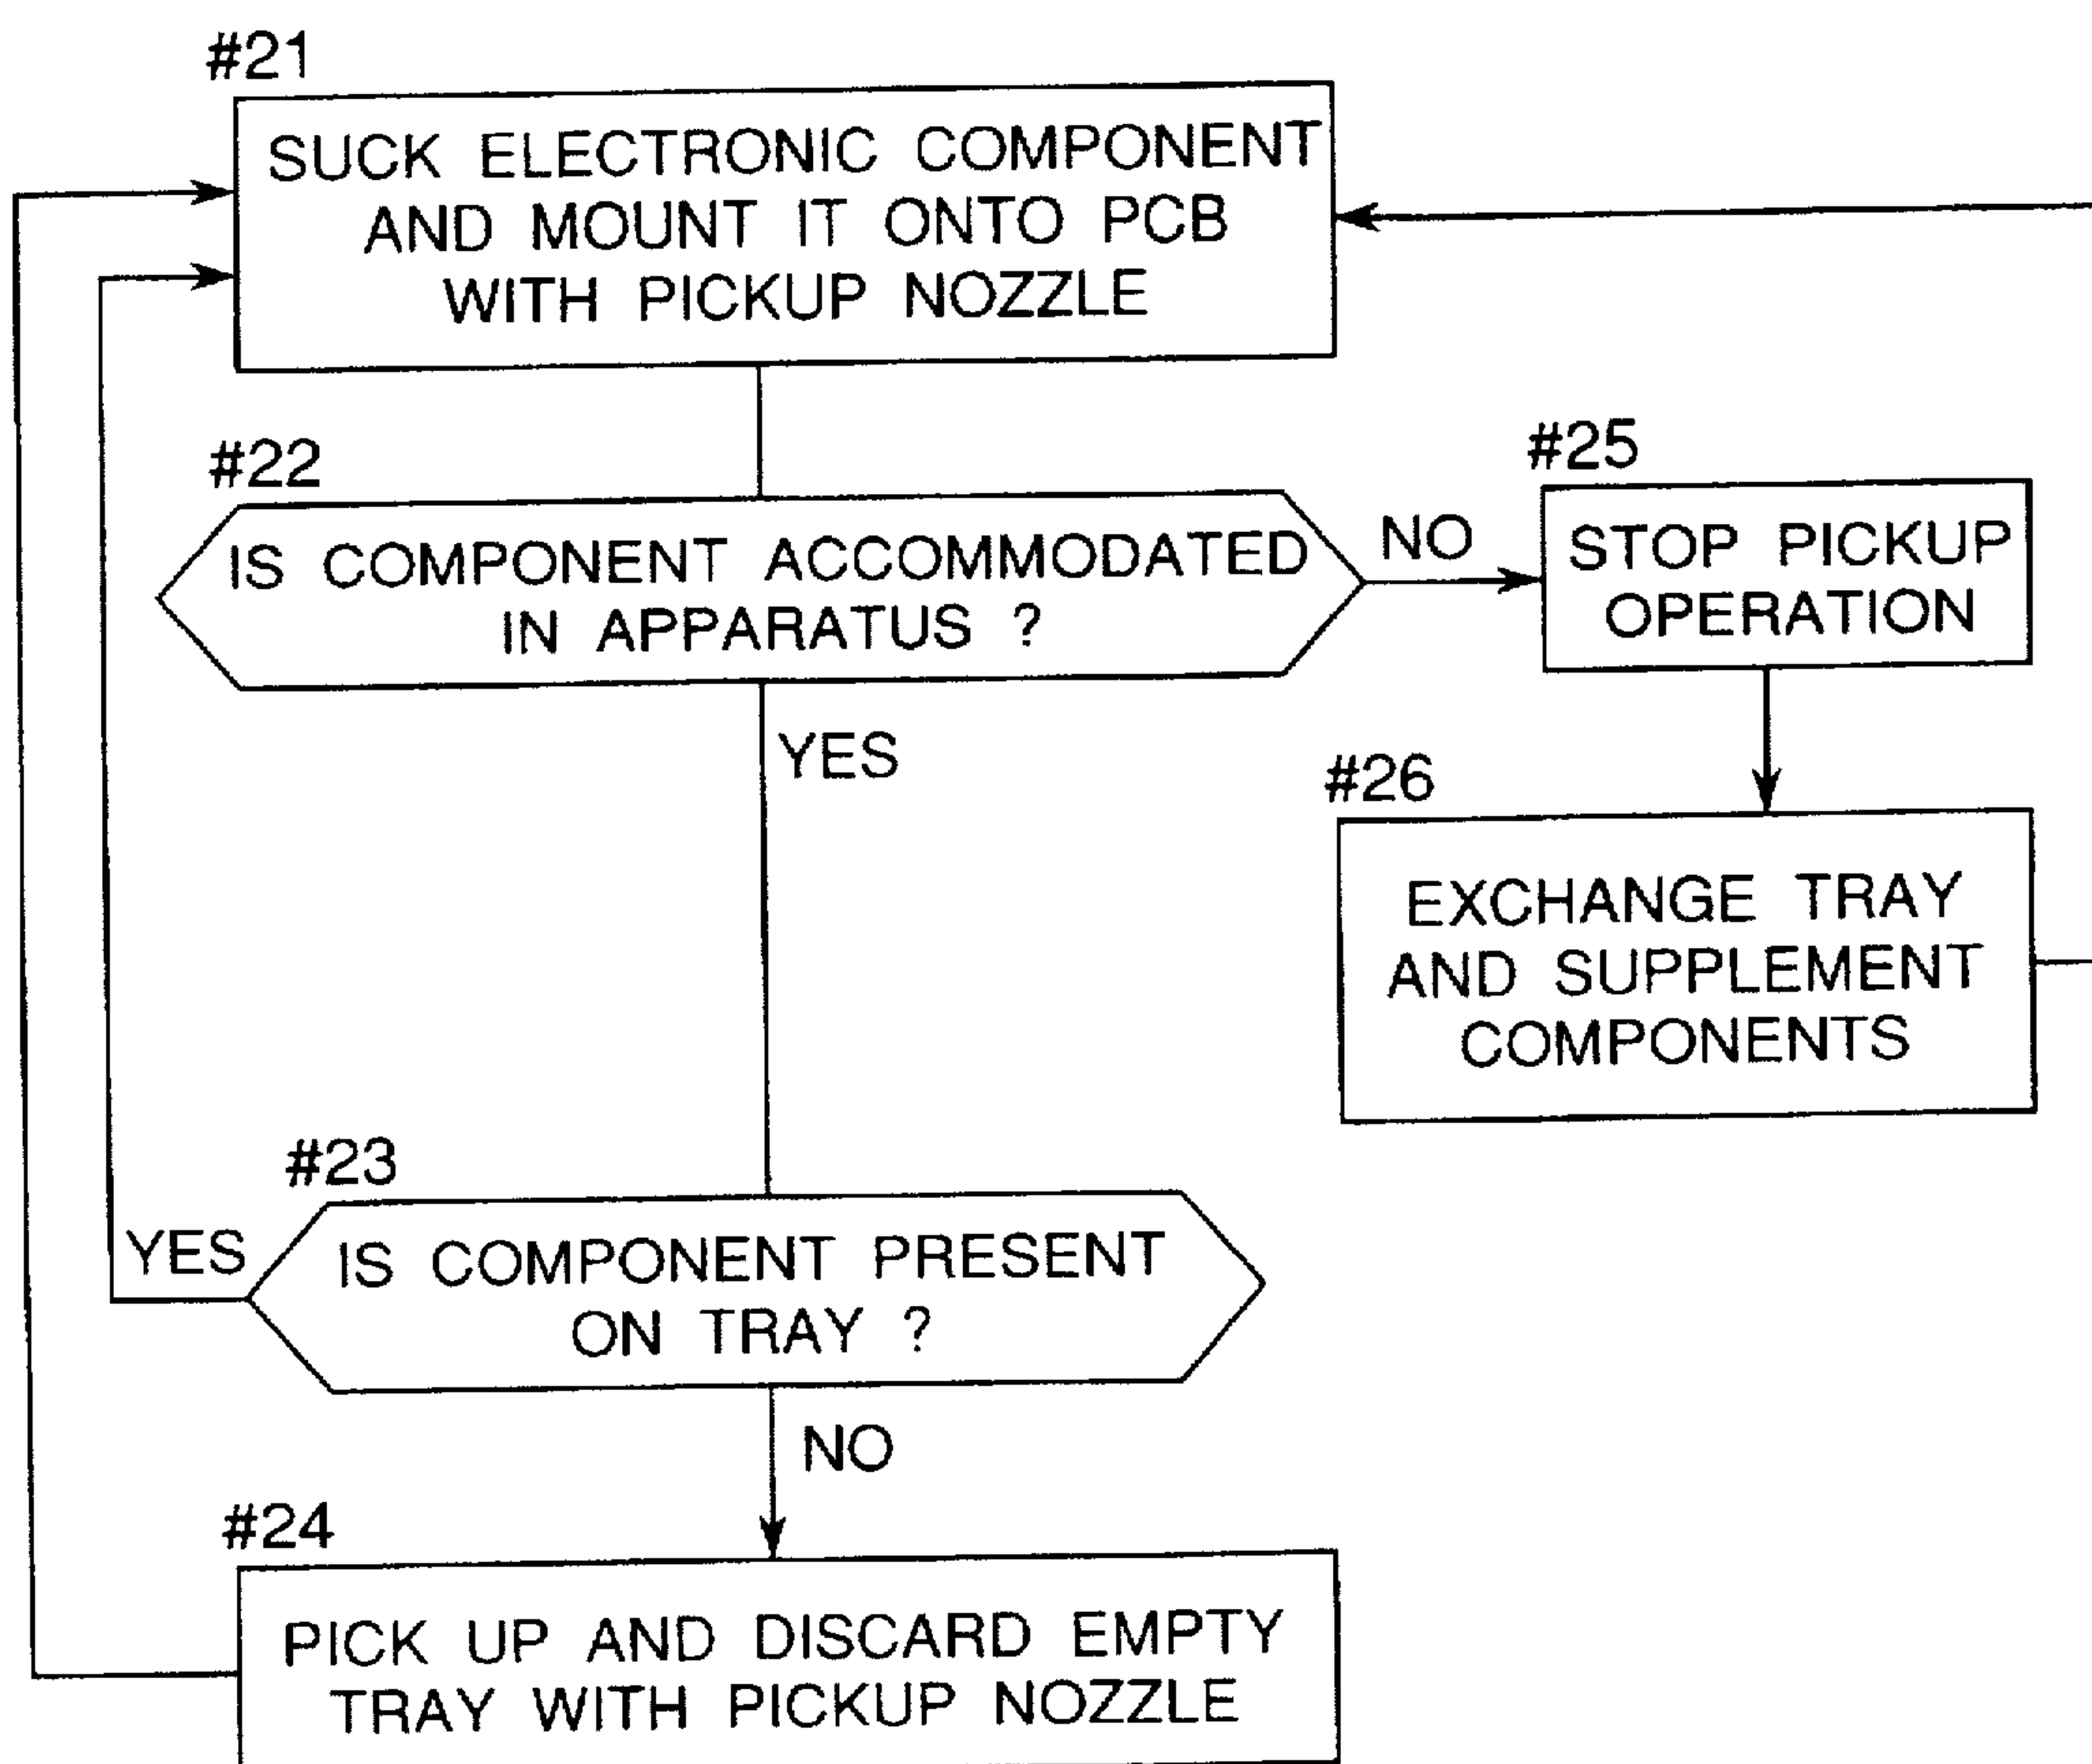 #21
SUCK ELECTRONIC COMPONENT
AND MOUNT IT ONTO PCB
WITH PICKUP NOZZLE
#22
IS COMPONENT ACCOMMODATED
IN APPARATUS ?
NO
#25
STOP PICKUP
OPERATION
YES
#26
EXCHANGE TRAY
AND SUPPLEMENT
COMPONENTS
#23
YES
IS COMPONENT PRESENT
ON TRAY ?
NO
#24
PICK UP AND DISCARD EMPTY
TRAY WITH PICKUP NOZZLE